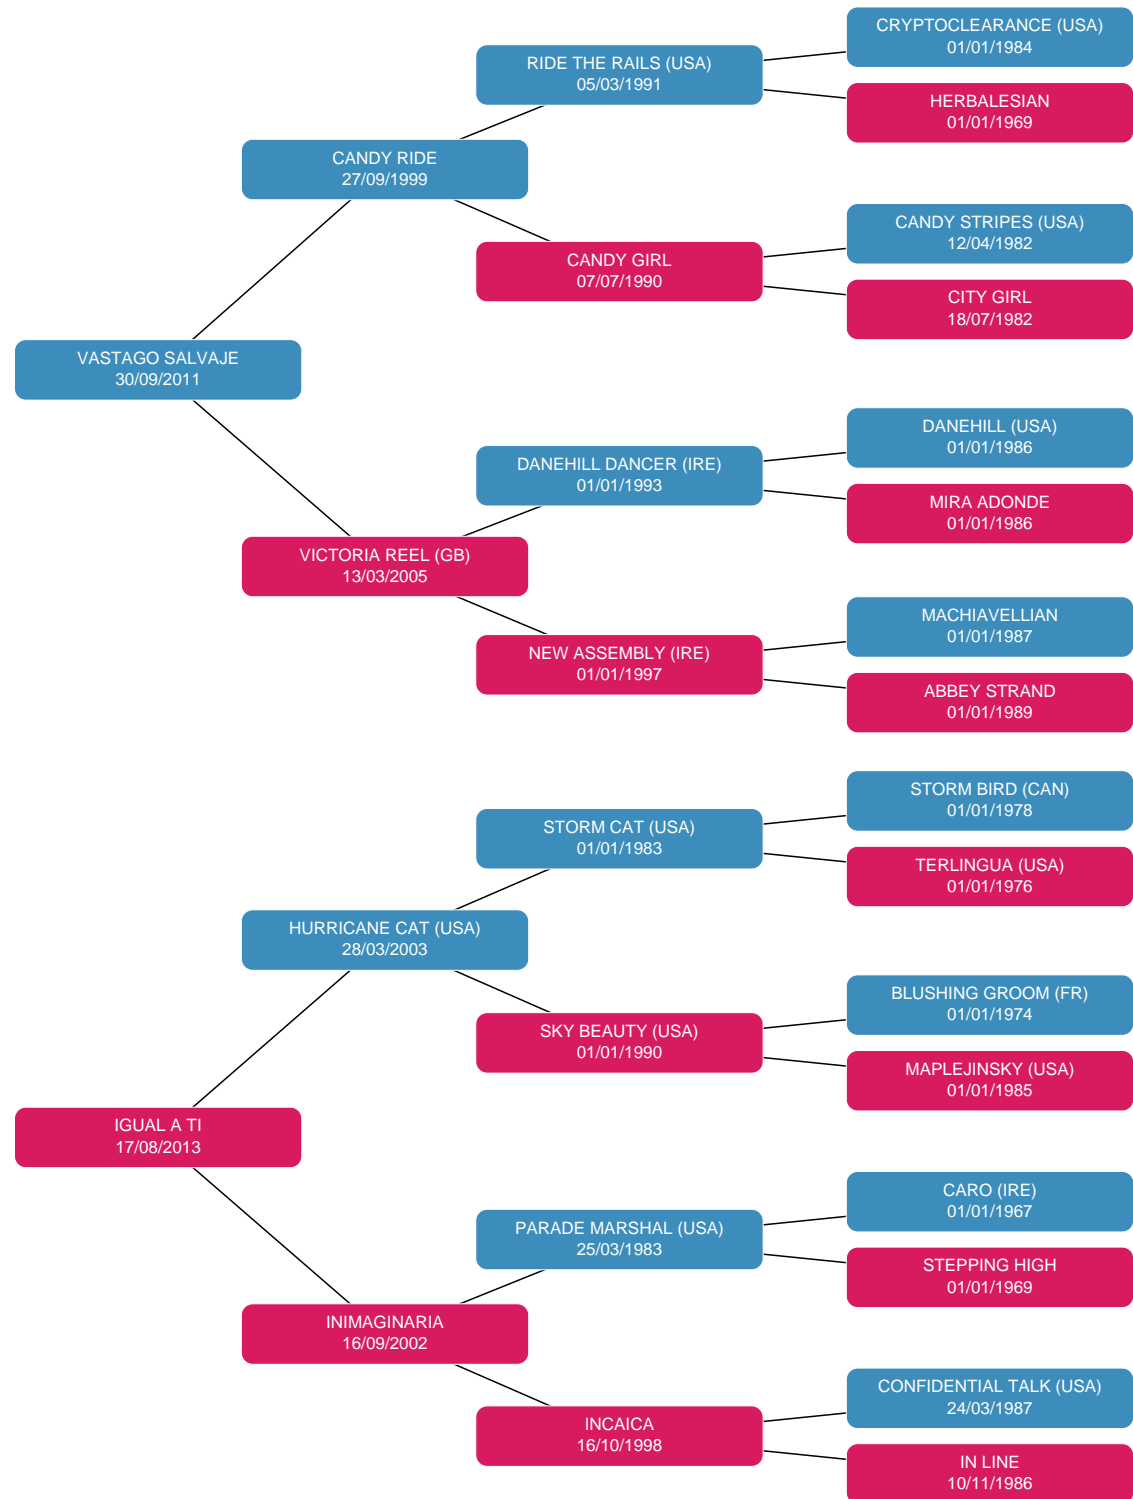 CRYPTOCLEARANCE (USA)
01/01/1984
RIDE THE RAILS (USA)
05/03/1991
HERBALESIAN
01/01/1969
CANDY RIDE
27/09/1999
CANDY STRIPES (USA)
12/04/1982
CANDY GIRL
07/07/1990
CITY GIRL
18/07/1982
VASTAGO SALVAJE
30/09/2011
DANEHILL (USA)
01/01/1986
DANEHILL DANCER (IRE)
01/01/1993
MIRA ADONDE
01/01/1986
VICTORIA REEL (GB)
13/03/2005
MACHIAVELLIAN
01/01/1987
NEW ASSEMBLY (IRE)
01/01/1997
ABBEY STRAND
01/01/1989
STORM BIRD (CAN)
01/01/1978
STORM CAT (USA)
01/01/1983
TERLINGUA (USA)
01/01/1976
HURRICANE CAT (USA)
28/03/2003
BLUSHING GROOM (FR)
01/01/1974
SKY BEAUTY (USA)
01/01/1990
MAPLEJINSKY (USA)
01/01/1985
IGUAL A TI
17/08/2013
CARO (IRE)
01/01/1967
PARADE MARSHAL (USA)
25/03/1983
STEPPING HIGH
01/01/1969
INIMAGINARIA
16/09/2002
CONFIDENTIAL TALK (USA)
24/03/1987
INCAICA
16/10/1998
IN LINE
10/11/1986